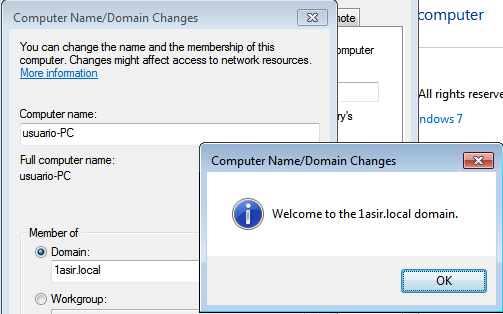 Computer Name/Domain Changes
You can change the name and the membership of this
computer. Changes might affect access to network resources.
More information
Computer name:
usuario-PC
Full computer name:
usuario-PC
Member of
Domain:
1asir.local
Workgroup:
computer
All rights reserve
ndows 7
Computer Name/Domain Changes
Welcome to the 1asir.local domain.
OK